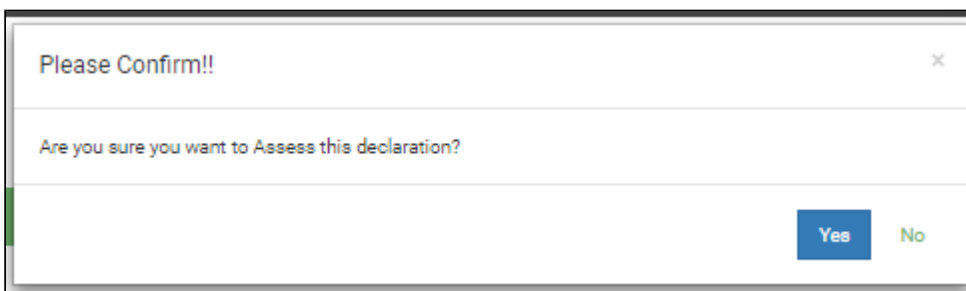 Please Confirm!!
×
Are you sure you want to Assess this declaration?
Yes No